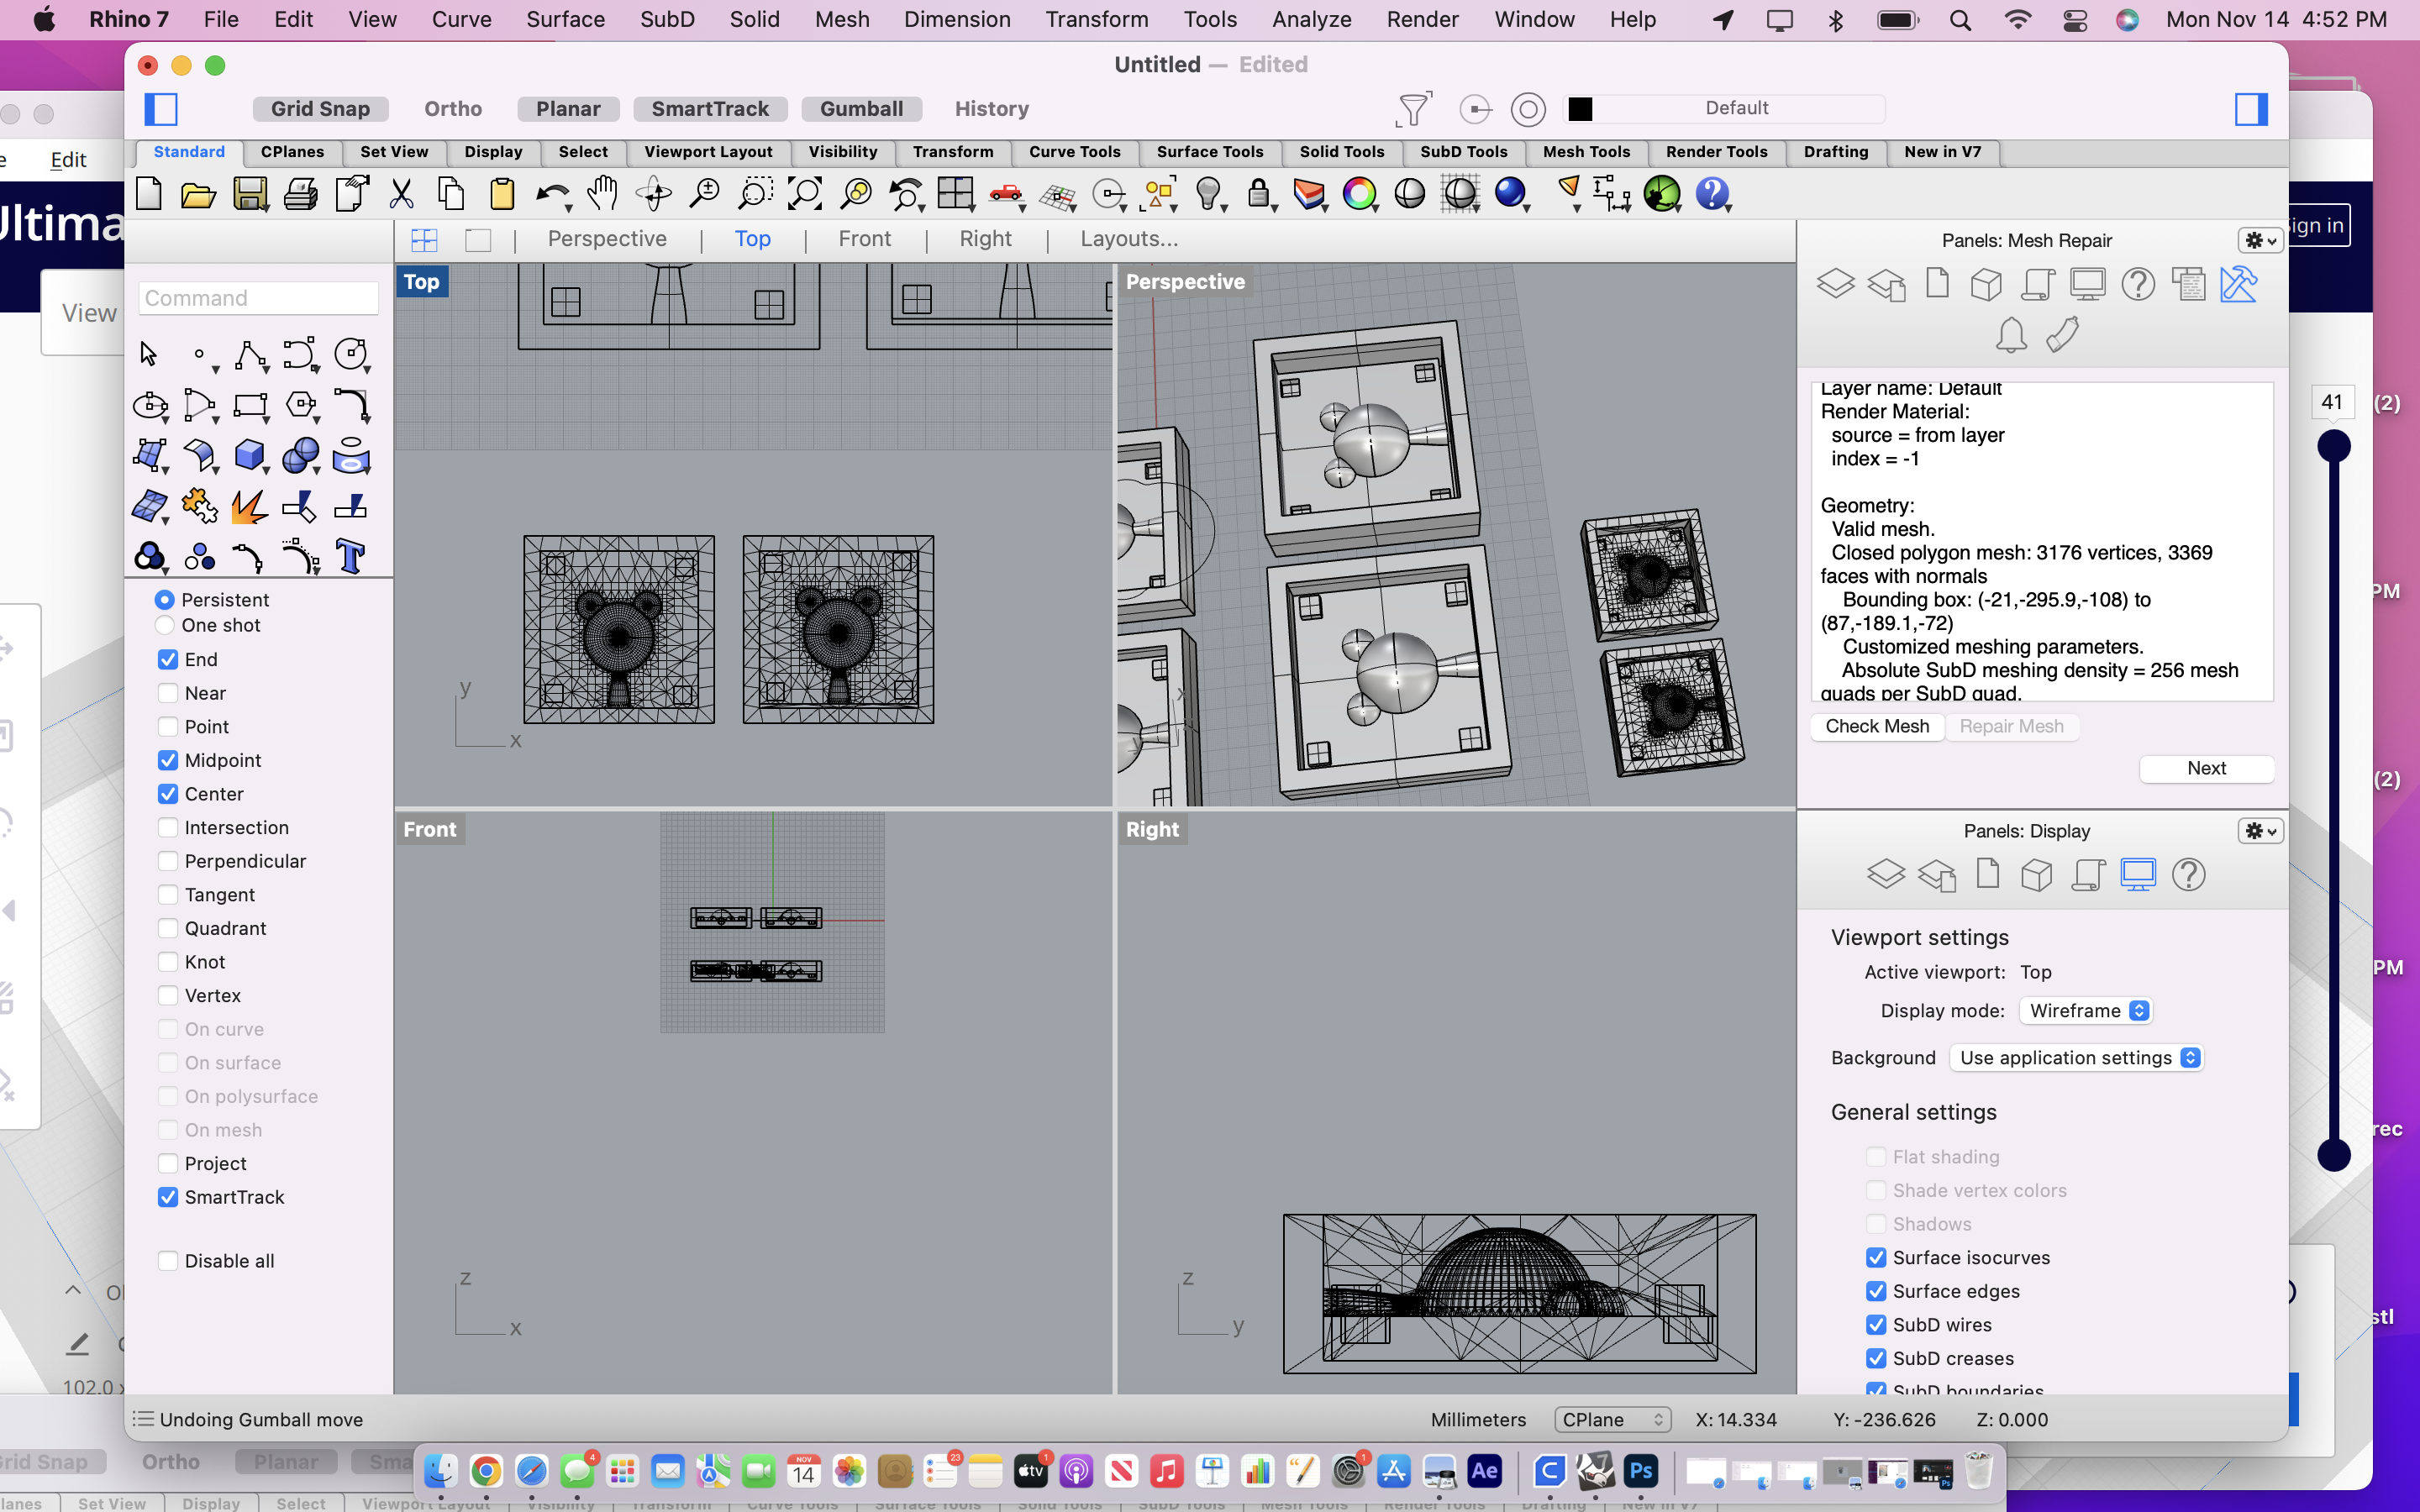 Rhino 7 File Edit View Curve Surface SubD Solid Mesh Dimension Transform Tools Analyze Render Window Help Mon Nov 14 4:52 PM
Untitled — Edited
Grid Snap Ortho Planar SmartTrack Gumball History Default
Standard CPlanes Set View Display Select Viewport Layout Visibility Transform Curve Tools Surface Tools Solid Tools SubD Tools Mesh Tools Render Tools Drafting New in V7
Edit
Ultima
View
Sign in
Perspective | Top | Front | Right | Layouts...
Command
Persistent
One shot
End
Near
Point
Midpoint
Center
Intersection
Perpendicular
Tangent
Quadrant
Knot
Vertex
On curve
On surface
On polysurface
On mesh
Project
SmartTrack
Disable all
Top
y
x
Perspective
Front
z
x
Right
z
y
Panels: Mesh Repair
Layer name: Default
Render Material:
source = from layer
index = -1
Geometry:
Valid mesh.
Closed polygon mesh: 3176 vertices, 3369
faces with normals
Bounding box: (-21,-295.9,-108) to
(87,-189.1,-72)
Customized meshing parameters.
Absolute SubD meshing density = 256 mesh
quads per SubD quad.
Check Mesh Repair Mesh
Next
Panels: Display
Viewport settings
Active viewport: Top
Display mode: Wireframe
Background Use application settings
General settings
Flat shading
Shade vertex colors
Shadows
Surface isocurves
Surface edges
SubD wires
SubD creases
SubD boundaries
41
(2)
PM
(2)
PM
rec
stl
102.0 x
Undoing Gumball move Millimeters CPlane X: 14.334 Y: -236.626 Z: 0.000
Grid Snap Ortho Planar Sma
4
NOV
14
23
tv
1
1
Ae
7
Ps
lanes Set View Display Select Viewport Layout Visibility Transform Curve Tools Surface Tools Solid Tools SubD Tools Mesh Tools Render Tools Drafting New in V7